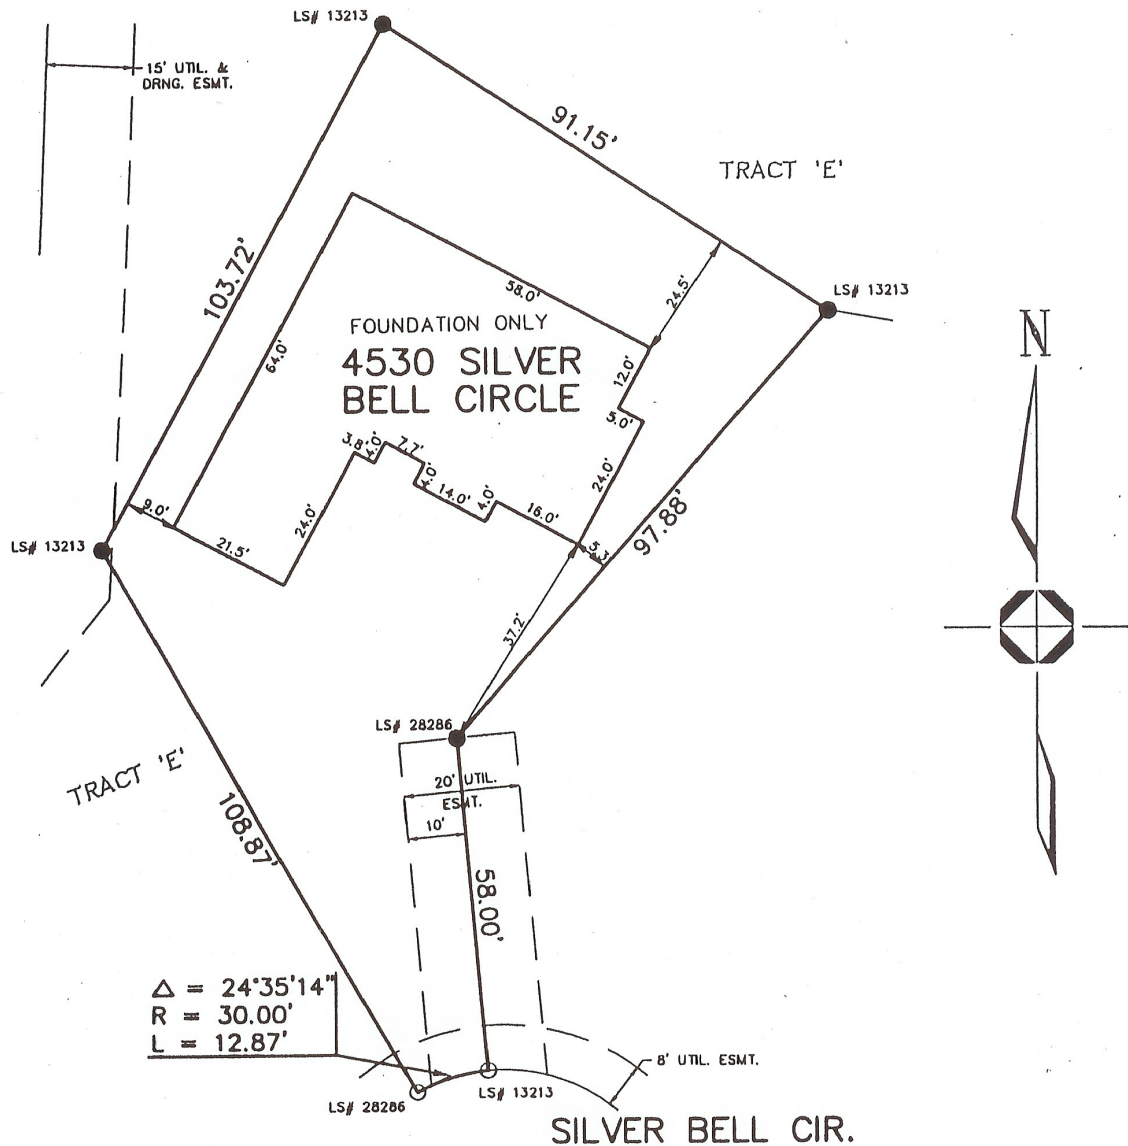 LS# 13213
15' UTIL. &
DRNG. ESMT.
91.15'
TRACT 'E'
103.72'
58.0'
24.5'
LS# 13213
FOUNDATION ONLY
4530 SILVER
BELL CIRCLE
N
64.0'
12.0'
5.0'
3.8'
4.0'
7.7'
4.0'
14.0'
4.0'
16.0'
24.0'
24.0'
9.0'
21.5'
5.3
97.88'
LS# 13213
37.2'
LS# 28286
TRACT 'E'
20' UTIL.
ESMT.
10'
108.87'
58.00'
Δ = 24°35'14"
R = 30.00'
L = 12.87'
8' UTIL. ESMT.
LS# 13213
LS# 28286
SILVER BELL CIR.